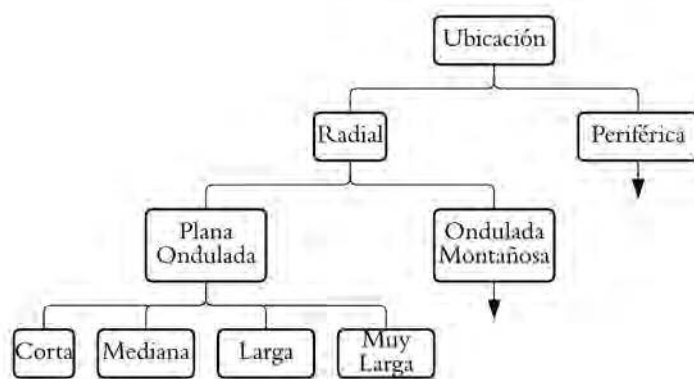 Ubicación
Radial
Periférica
Plana
Ondulada
Ondulada
Montañosa
Corta
Mediana
Larga
Muy
Larga